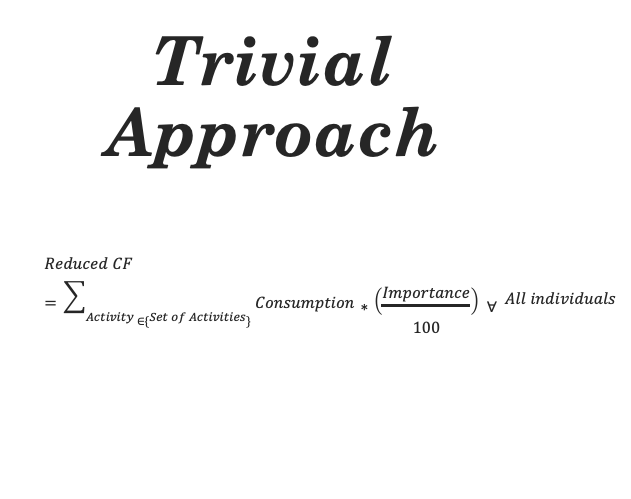 Trivial
Approach
Reduced CF
= ∑ Activity ∈{Set of Activities} Consumption * (Importance / 100) ∀ All individuals